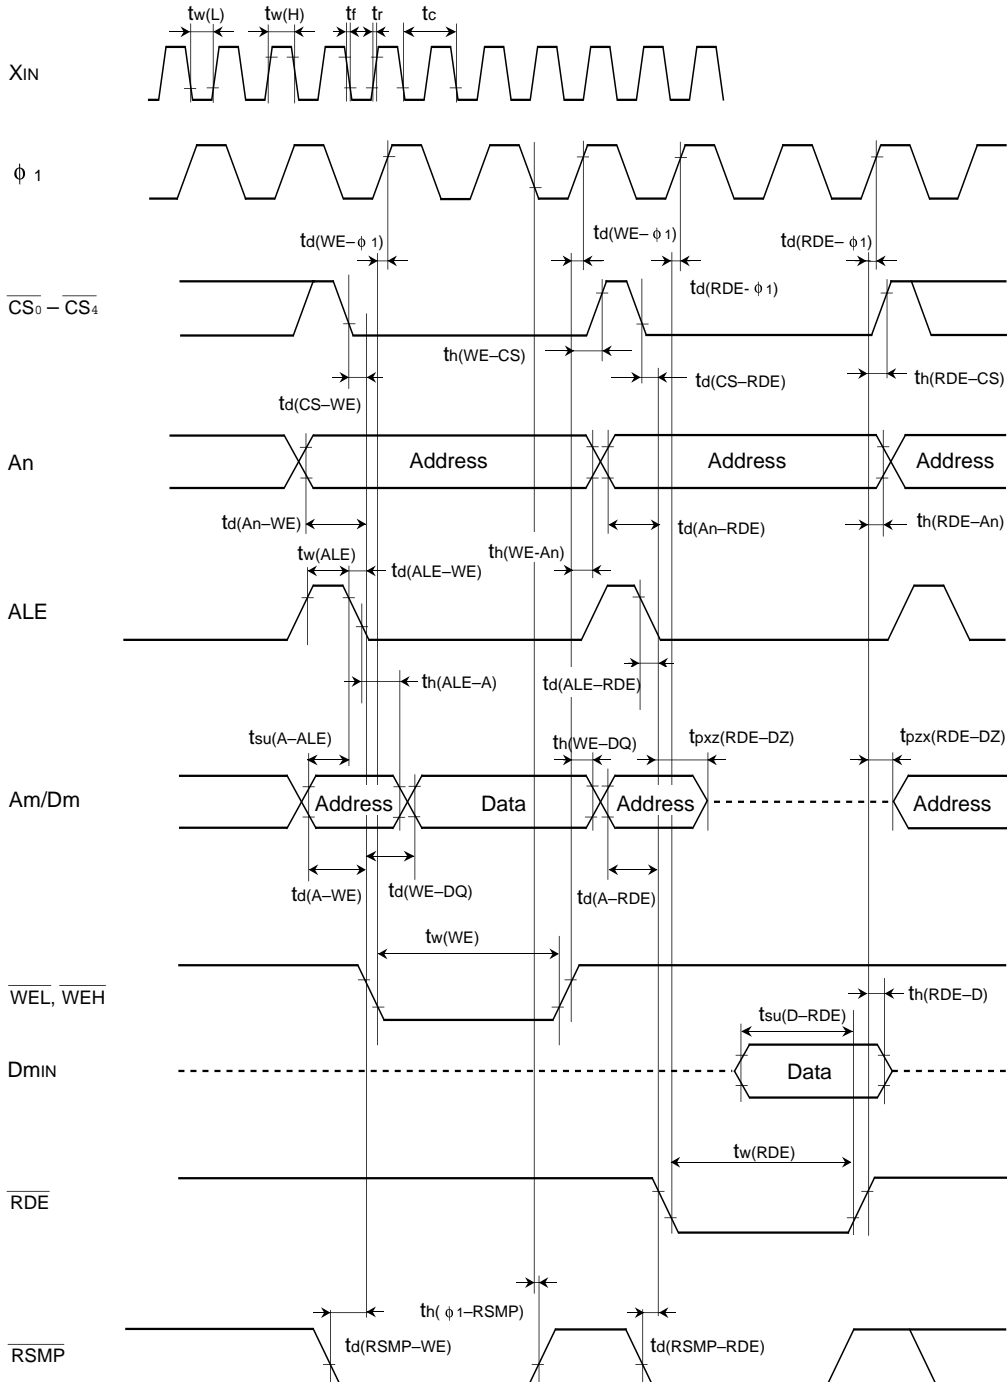 tw(L) tw(H) tf tr tc
XIN
ϕ 1
td(WE–ϕ 1) td(WE–ϕ 1) td(RDE–ϕ 1)
td(RDE-ϕ 1)
CS0 – CS4
th(WE–CS)
td(CS–RDE) th(RDE–CS)
td(CS–WE)
An Address Address Address
td(An–WE) td(An–RDE) th(RDE–An)
tw(ALE) th(WE-An)
td(ALE–WE)
ALE
th(ALE–A) td(ALE–RDE)
tsu(A–ALE) th(WE–DQ) tpxz(RDE–DZ) tpzx(RDE–DZ)
Am/Dm Address Data Address Address
td(A–WE) td(WE–DQ) td(A–RDE)
tw(WE)
WEL, WEH
th(RDE–D)
tsu(D–RDE)
DmIN Data
tw(RDE)
RDE
th( ϕ 1–RSMP)
td(RSMP–WE) td(RSMP–RDE)
RSMP